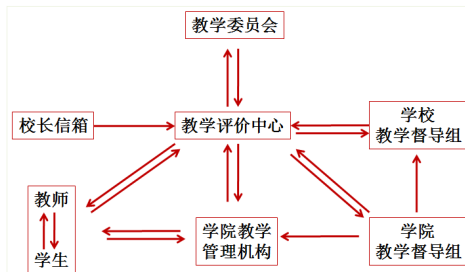 教学委员会
校长信箱
教学评价中心
学校
教学督导组
教师
学生
学院教学
管理机构
学院
教学督导组